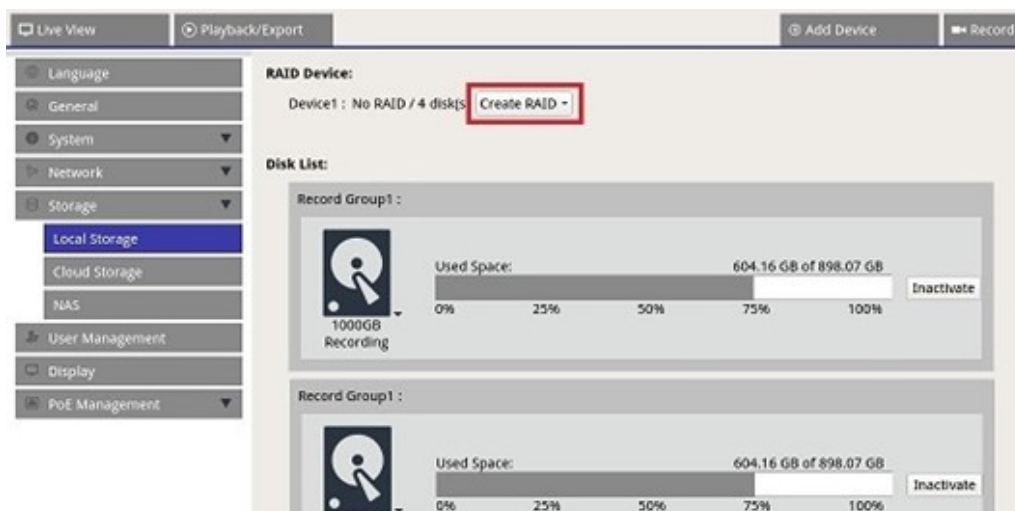 Live View
Playback/Export
Add Device
Record
Language
General
System
Network
Storage
Local Storage
Cloud Storage
NAS
User Management
Display
PoE Management
RAID Device:
Device1 : No RAID / 4 disk(s Create RAID
Disk List:
Record Group1 :
Used Space: 604.16 GB of 898.07 GB
Inactivate
0% 25% 50% 75% 100%
1000GB
Recording
Record Group1 :
Used Space: 604.16 GB of 898.07 GB
Inactivate
0% 25% 50% 75% 100%